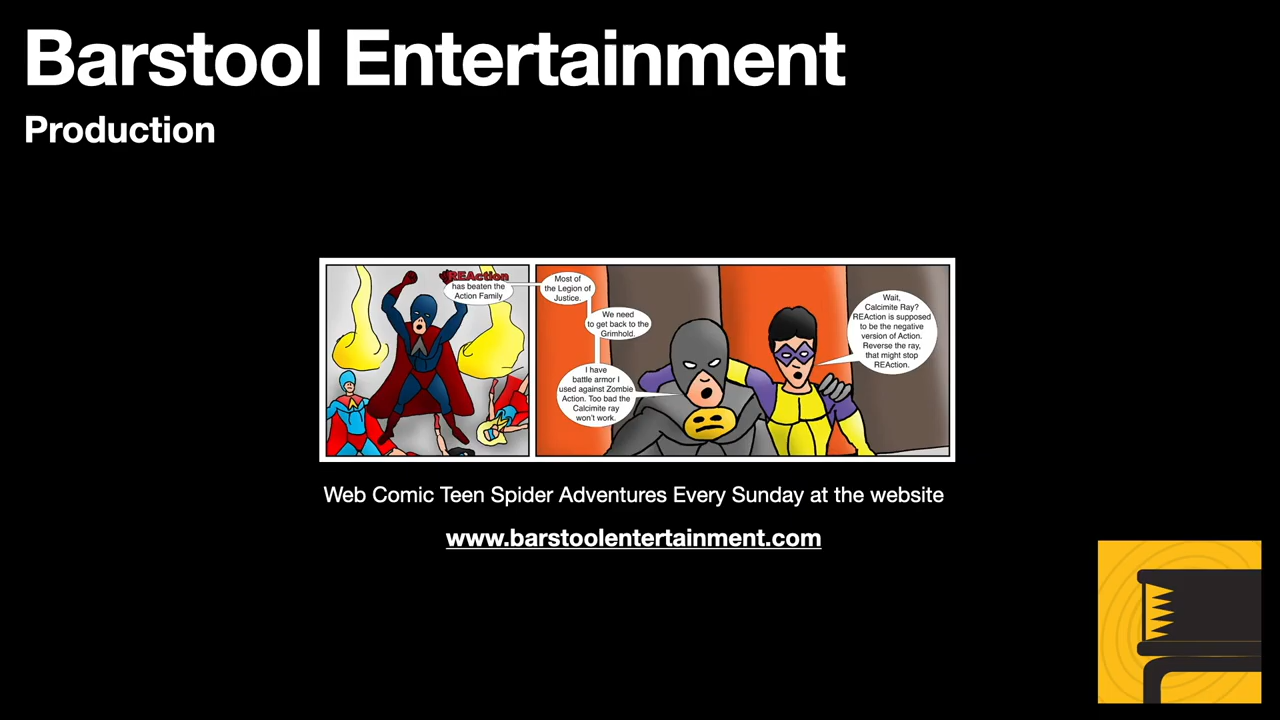 Barstool Entertainment
Production
REAction
has beaten the
Action Family
Most of
the Legion of
Justice.
We need
to get back to the
Grimhold.
I have
battle armor I
used against Zombie
Action. Too bad the
Calcimite ray
won't work.
Wait,
Calcimite Ray?
REAction is supposed
to be the negative
version of Action.
Reverse the ray,
that might stop
REAction.
Web Comic Teen Spider Adventures Every Sunday at the website
www.barstoolentertainment.com